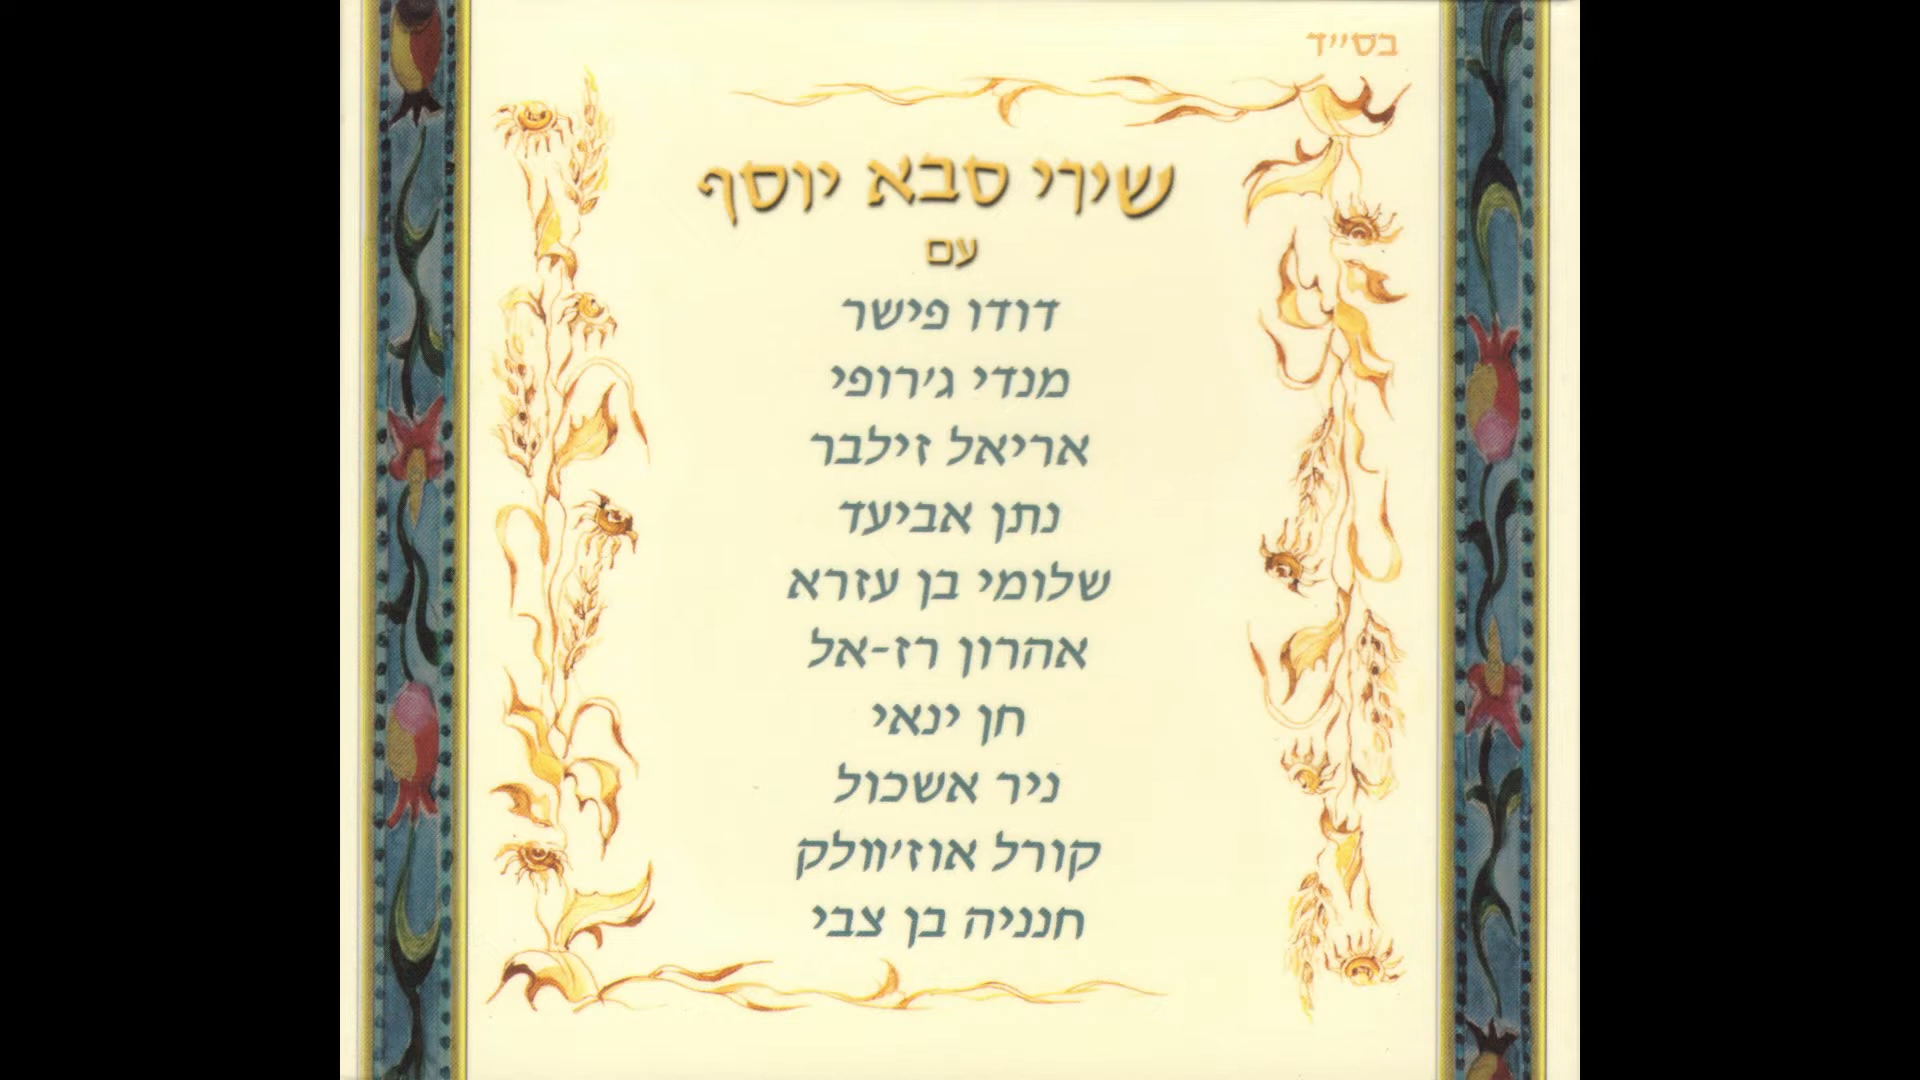 בס״ד
שירי סבא יוסף
עם
דודו פישר
מנדי ג׳רופי
אריאל זילבר
נתן אביעד
שלומי בן עזרא
אהרון רז-אל
חן ינאי
ניר אשכול
קורל אוז׳וולק
חנניה בן צבי